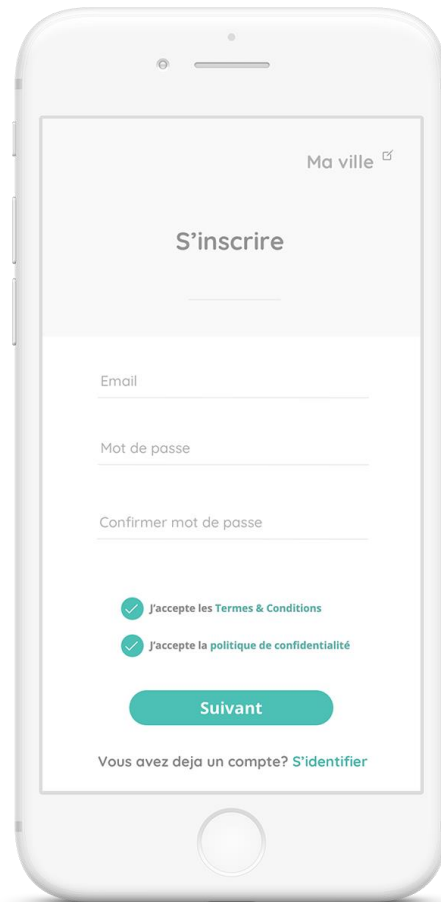 Ma ville
S'inscrire
Email
Mot de passe
Confirmer mot de passe
J'accepte les Termes & Conditions
J'accepte la politique de confidentialité
Suivant
Vous avez deja un compte? S'identifier